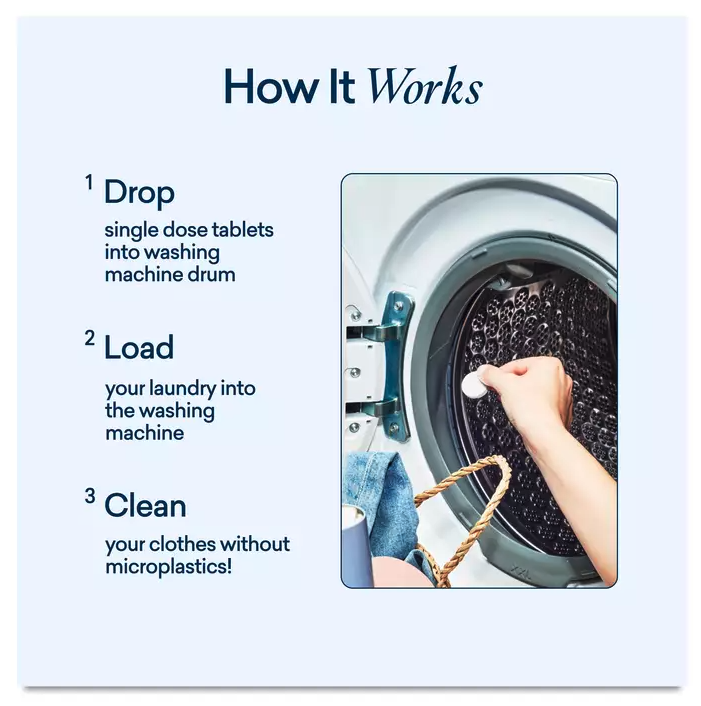 How It Works
1 Drop
single dose tablets
into washing
machine drum
2 Load
your laundry into
the washing
machine
3 Clean
your clothes without
microplastics!